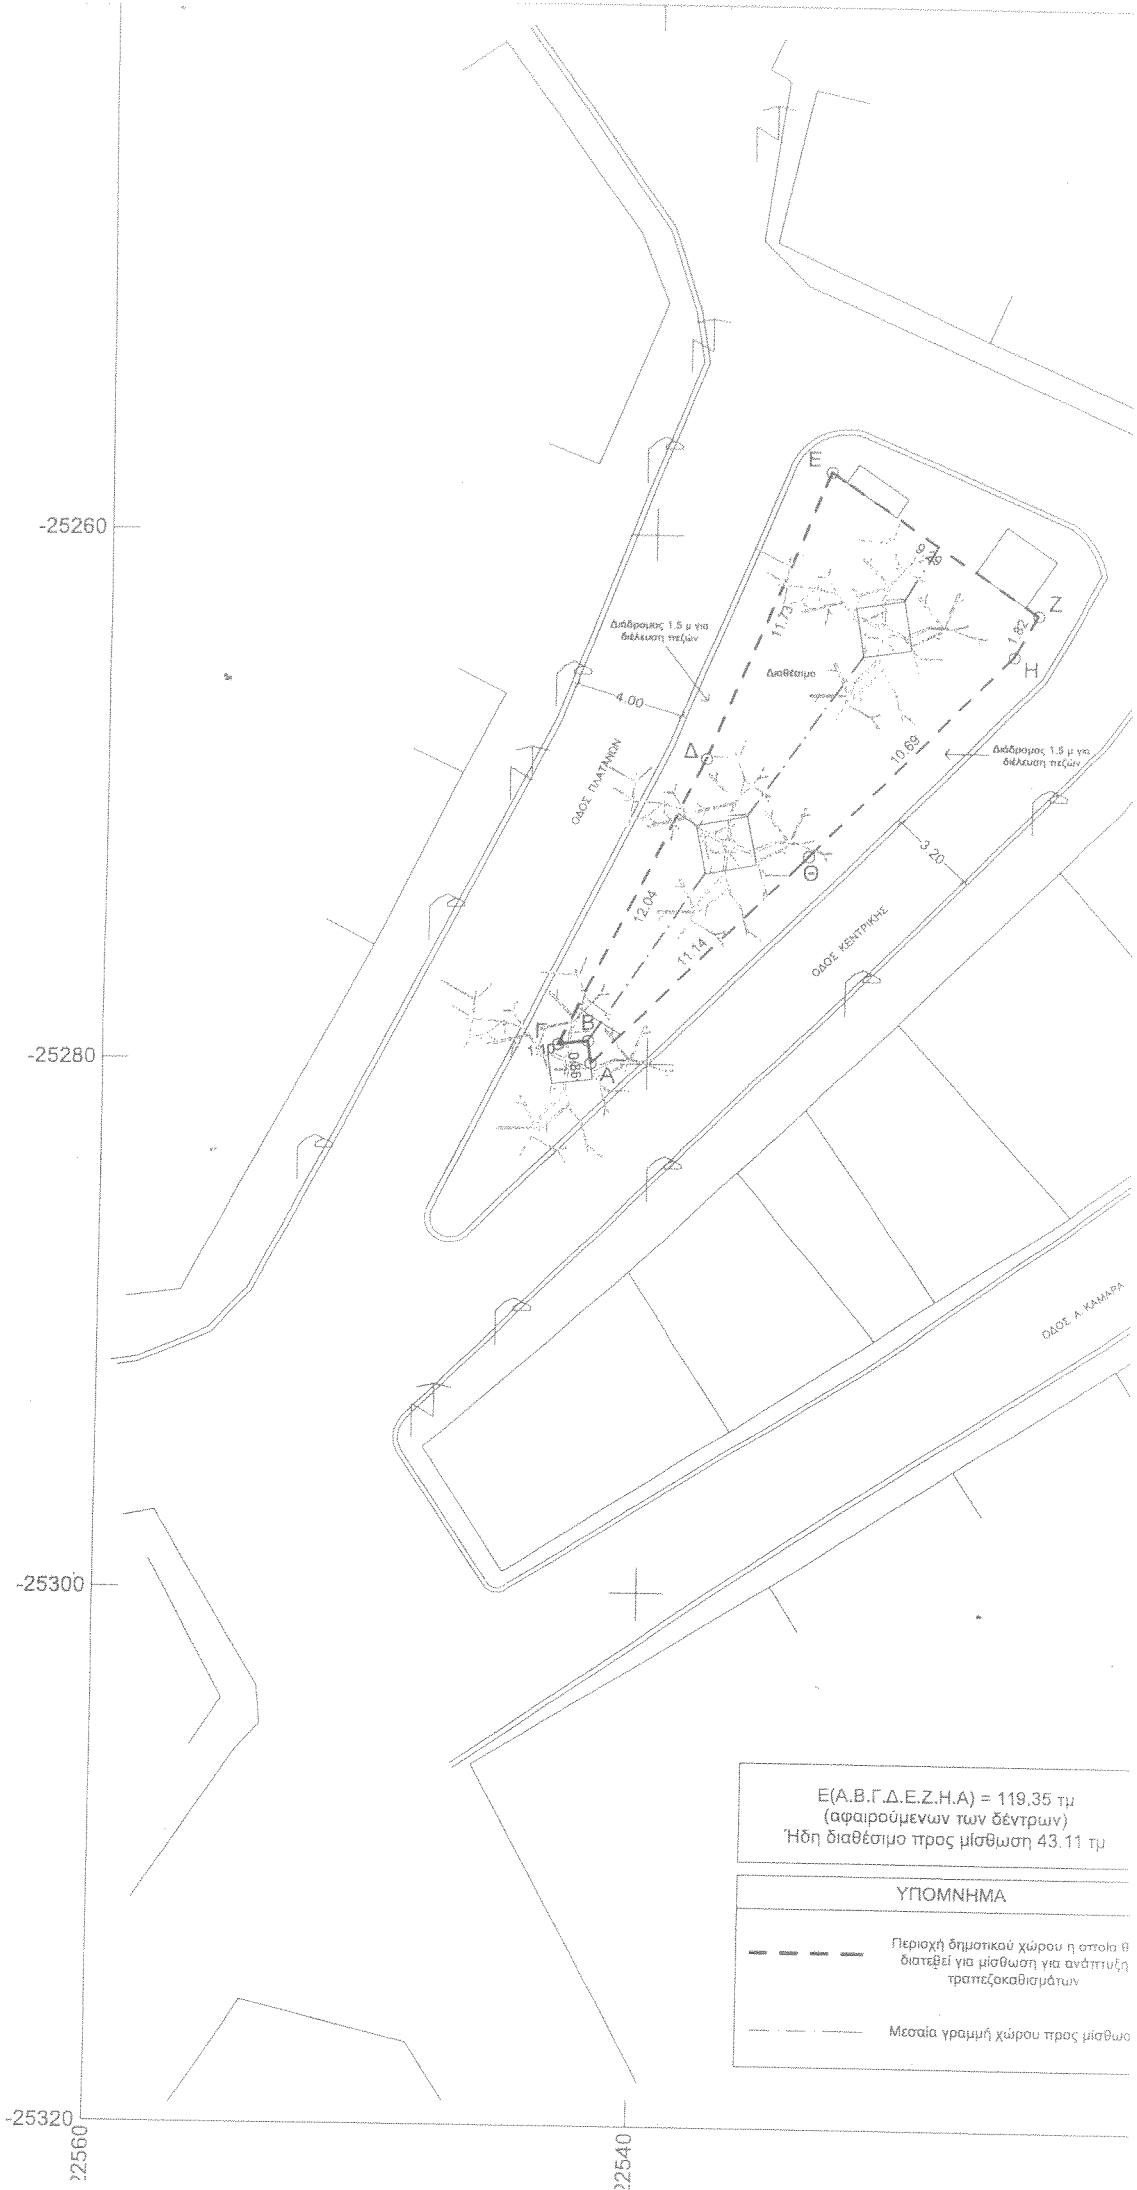 -25260
-25280
-25300
-25320
22540
Ε
Ζ
Η
Δ
Θ
Β
Γ
Α
9.49
1.82
11.73
10.69
12.04
11.14
0.86
4.00
3.20
Διάδρομος 1.5 μ για
διέλευση πεζών
Διαθέσιμο
Διάδρομος 1.5 μ για
διέλευση πεζών
ΟΔΟΣ ΠΛΑΤΑΝΩΝ
ΟΔΟΣ ΚΕΝΤΡΙΚΗΣ
ΟΔΟΣ Α. ΚΑΜΑΡΑ
Ε(Α.Β.Γ.Δ.Ε.Ζ.Η.Α) = 119.35 τμ
(αφαιρούμενων των δέντρων)
Ήδη διαθέσιμο προς μίσθωση 43.11 τμ
ΥΠΟΜΝΗΜΑ
Περιοχή δημοτικού χώρου η οποία θ
διατεθεί για μίσθωση για ανάπτυξη
τραπεζοκαθισμάτων
Μεσαία γραμμή χώρου προς μίσθωσ